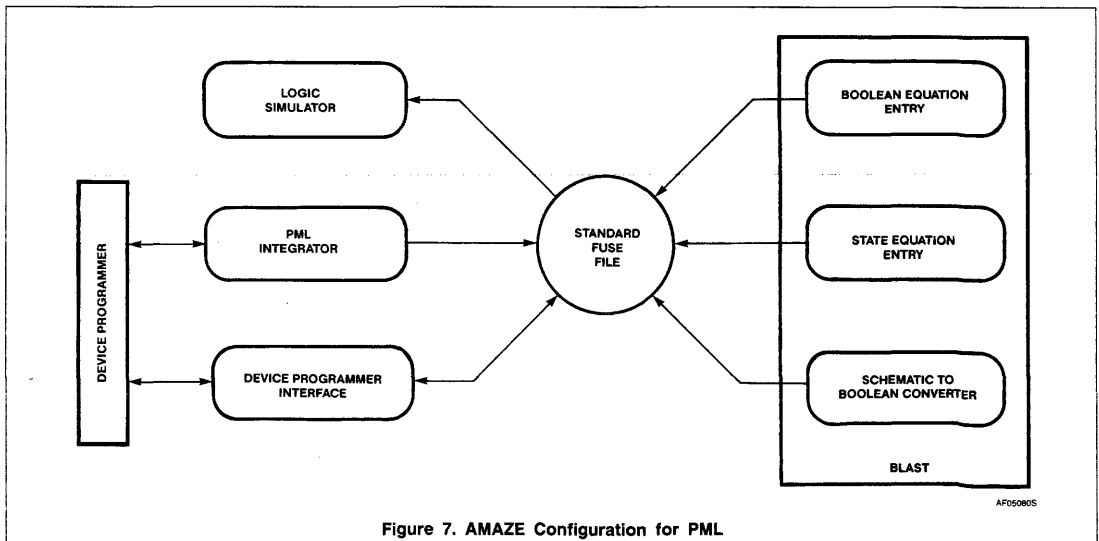 LOGIC
SIMULATOR
BOOLEAN EQUATION
ENTRY
DEVICE PROGRAMMER
PML
INTEGRATOR
STANDARD
FUSE
FILE
STATE EQUATION
ENTRY
DEVICE PROGRAMMER
INTERFACE
SCHEMATIC TO
BOOLEAN CONVERTER
BLAST
AF05080S
Figure 7. AMAZE Configuration for PML